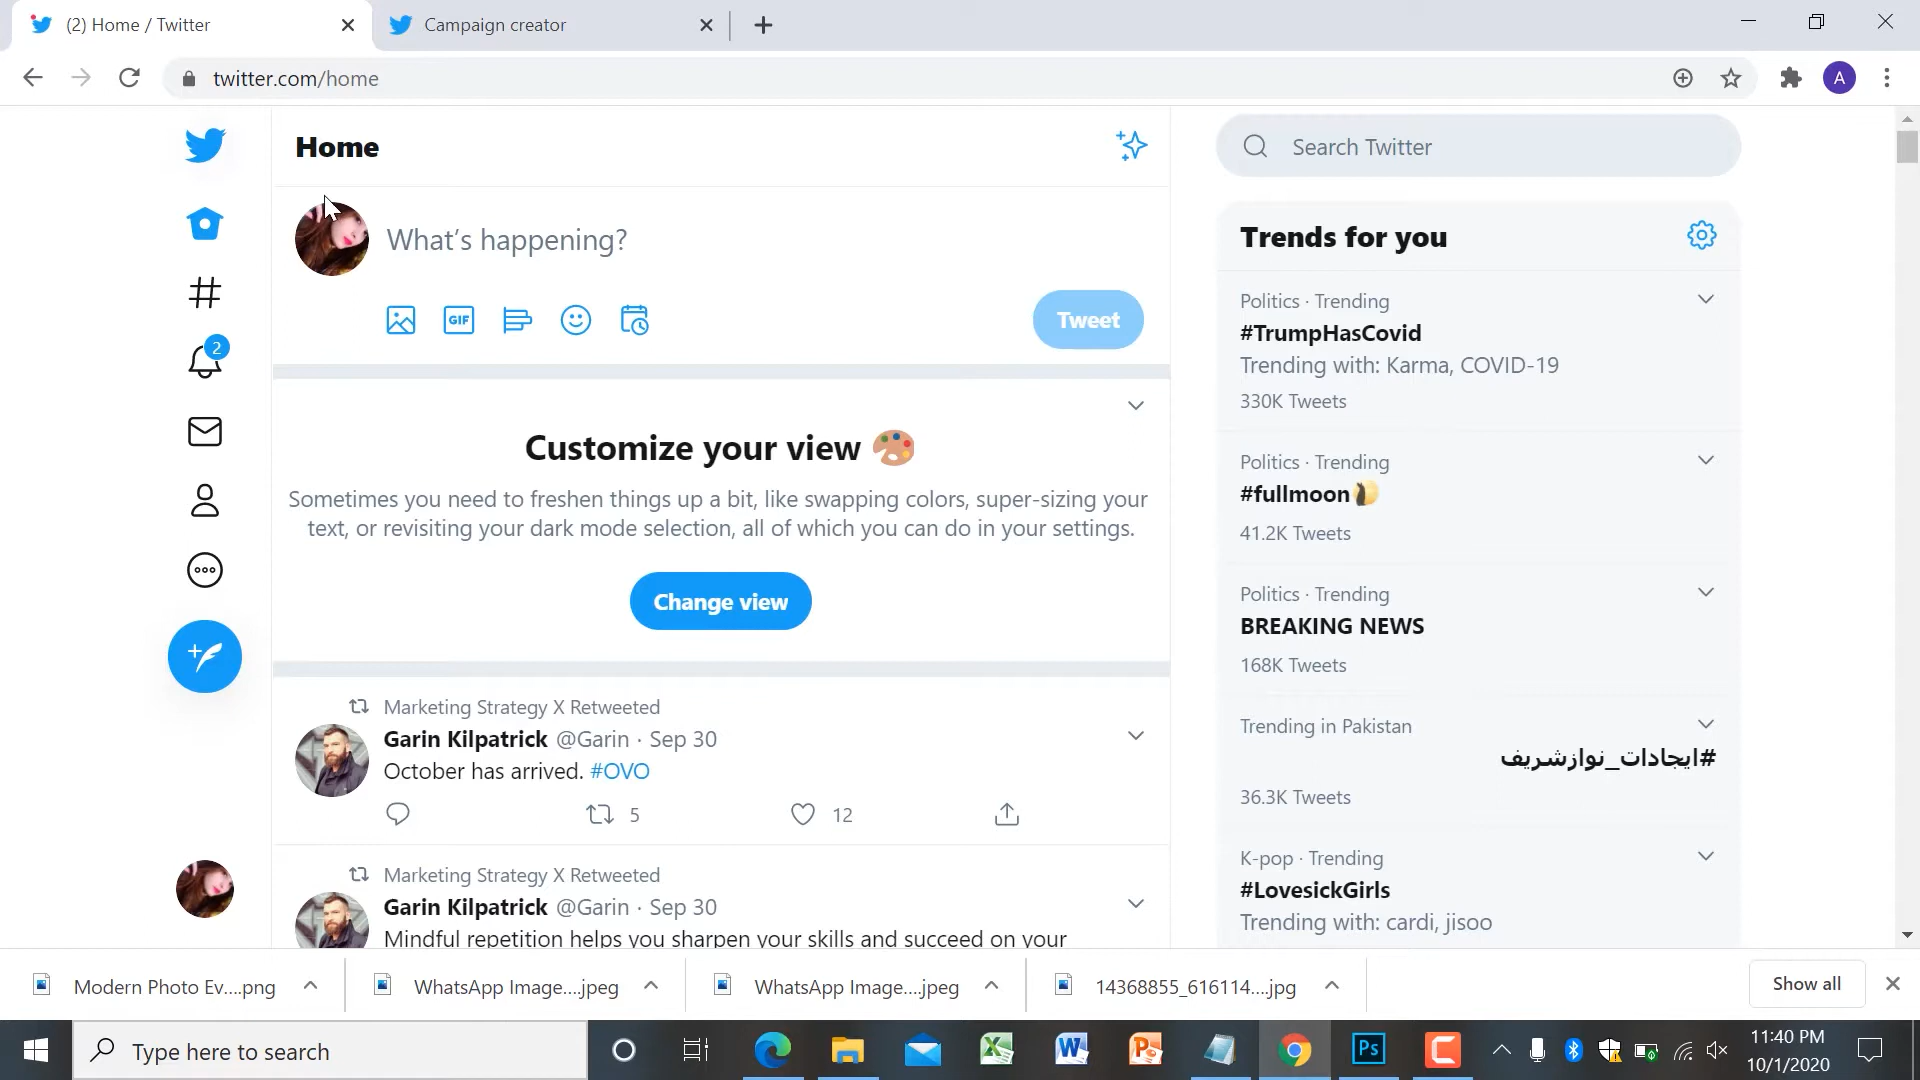 (2) Home / Twitter
Campaign creator
twitter.com/home
A
Home
Search Twitter
What's happening?
GIF
Tweet
2
Customize your view
Sometimes you need to freshen things up a bit, like swapping colors, super-sizing your
text, or revisiting your dark mode selection, all of which you can do in your settings.
Change view
Marketing Strategy X Retweeted
Garin Kilpatrick @Garin · Sep 30
October has arrived. #OVO
5
12
Marketing Strategy X Retweeted
Garin Kilpatrick @Garin · Sep 30
Mindful repetition helps you sharpen your skills and succeed on your
Trends for you
Politics · Trending
#TrumpHasCovid
Trending with: Karma, COVID-19
330K Tweets
Politics · Trending
#fullmoon
41.2K Tweets
Politics · Trending
BREAKING NEWS
168K Tweets
Trending in Pakistan
#ایجادات_نوازشریف
36.3K Tweets
K-pop · Trending
#LovesickGirls
Trending with: cardi, jisoo
Modern Photo Ev....png
WhatsApp Image....jpeg
WhatsApp Image....jpeg
14368855_616114....jpg
Show all
Type here to search
Ps
11:40 PM
10/1/2020